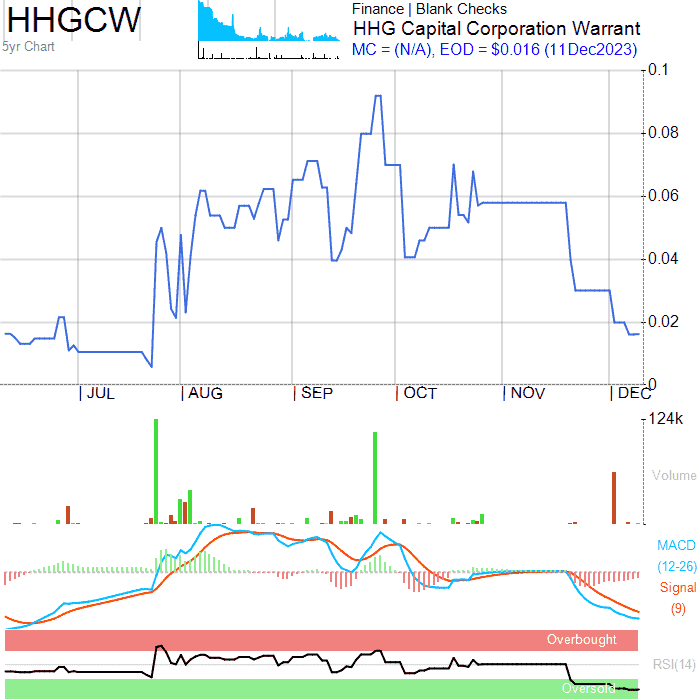 HHGCW
5yr Chart
Finance | Blank Checks
HHG Capital Corporation Warrant
MC = (N/A), EOD = $0.016 (11Dec2023)
0.1
0.08
0.06
0.04
0.02
0
| JUL | AUG | SEP | OCT | NOV | DEC
124k
Volume
MACD
(12-26)
Signal
(9)
Overbought
RSI(14)
Oversold